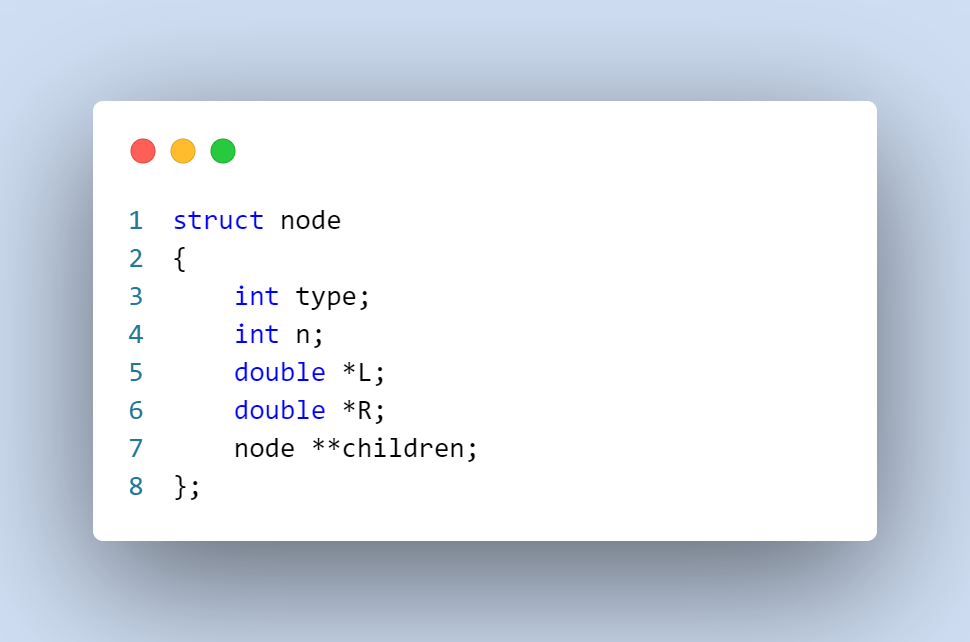 1 struct node
2 {
3     int type;
4     int n;
5     double *L;
6     double *R;
7     node **children;
8 };